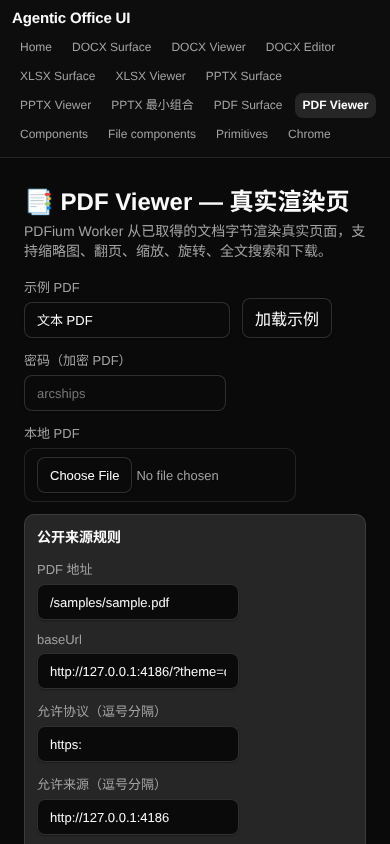 Agentic Office UI
Home DOCX Surface DOCX Viewer DOCX Editor
XLSX Surface XLSX Viewer PPTX Surface
PPTX Viewer PPTX 最小组合 PDF Surface PDF Viewer
Components File components Primitives Chrome
📑 PDF Viewer — 真实渲染页
PDFium Worker 从已取得的文档字节渲染真实页面，支
持缩略图、翻页、缩放、旋转、全文搜索和下载。
示例 PDF
文本 PDF 加载示例
密码（加密 PDF）
arcships
本地 PDF
Choose File No file chosen
公开来源规则
PDF 地址
/samples/sample.pdf
baseUrl
http://127.0.0.1:4186/?theme=
允许协议（逗号分隔）
https:
允许来源（逗号分隔）
http://127.0.0.1:4186